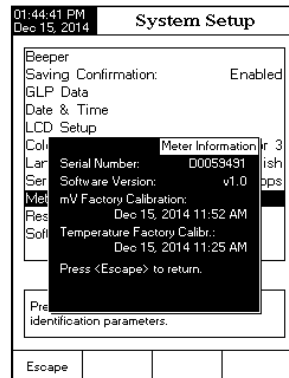 01:44:41 PM
Dec 15, 2014
System Setup
Beeper
Saving Confirmation: Enabled
GLP Data
Date & Time
LCD Setup
Meter Information
Serial Number: D0059491
Software Version: v1.0
mV Factory Calibration:
Dec 15, 2014 11:52 AM
Temperature Factory Calibr.:
Dec 15, 2014 11:25 AM
Press <Escape> to return.
identification parameters.
Escape